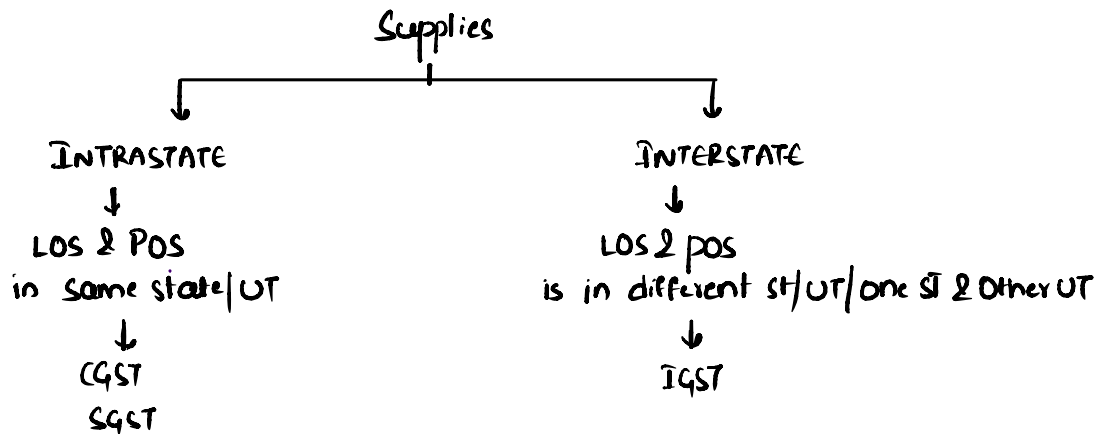 Supplies
INTRASTATE
INTERSTATE
LOS & POS
in same state/UT
LOS & POS
is in different st/UT/one ST & Other UT
CGST
SGST
IGST